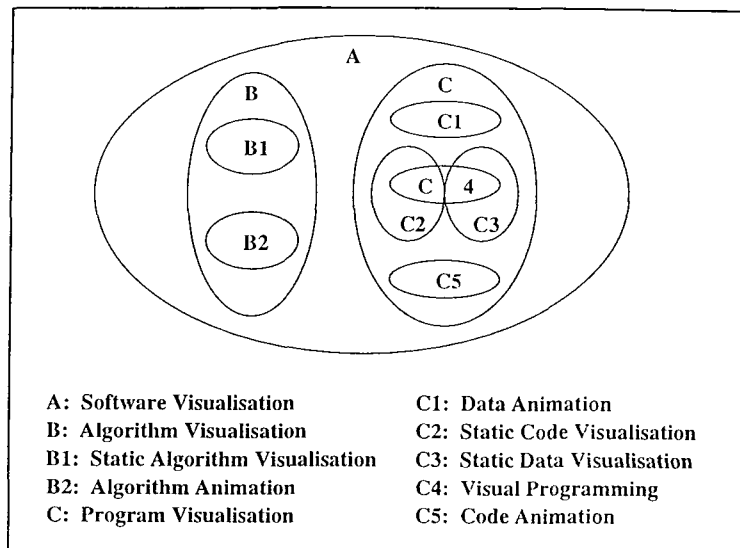 A
B
C
B1
C1
C 4
C2 C3
B2
C5
A: Software Visualisation
B: Algorithm Visualisation
B1: Static Algorithm Visualisation
B2: Algorithm Animation
C: Program Visualisation
C1: Data Animation
C2: Static Code Visualisation
C3: Static Data Visualisation
C4: Visual Programming
C5: Code Animation